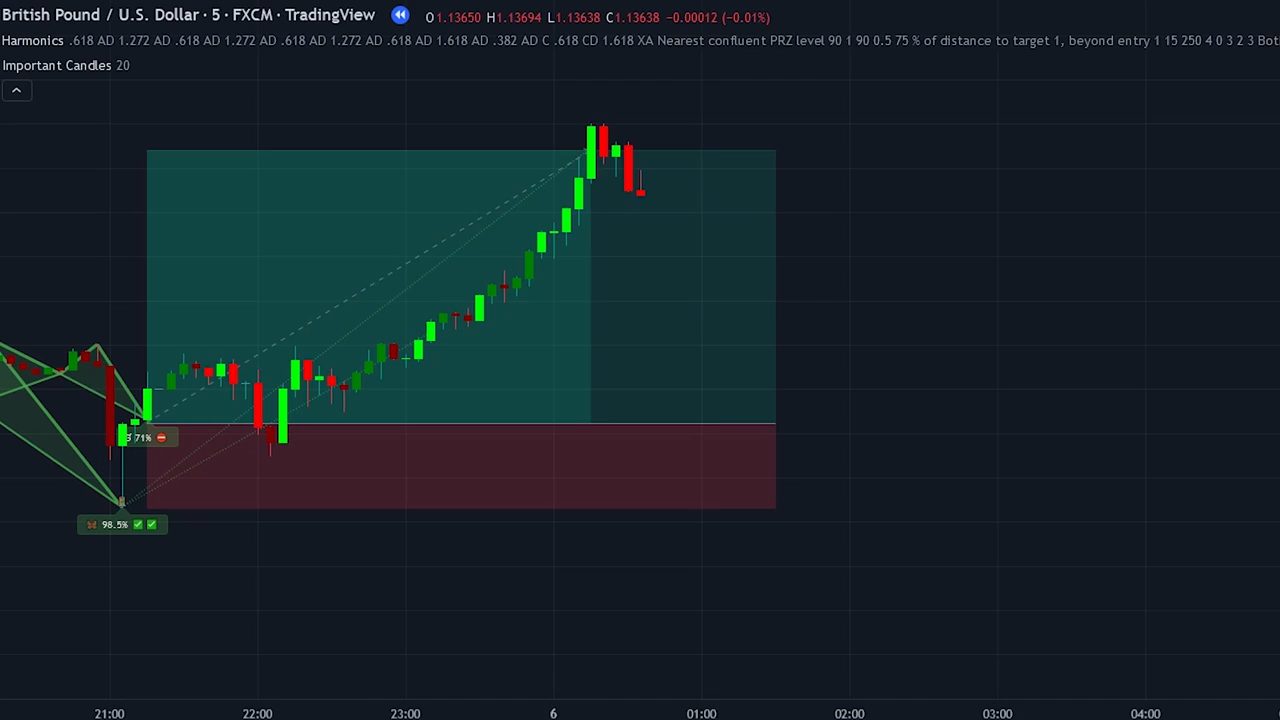 British Pound / U.S. Dollar · 5 · FXCM · TradingView O1.13650 H1.13694 L1.13638 C1.13638 −0.00012 (−0.01%)
Harmonics .618 AD 1.272 AD .618 AD 1.272 AD .618 AD 1.272 AD .618 AD 1.618 AD .382 AD C .618 CD 1.618 XA Nearest confluent PRZ level 90 1 90 0.5 75 % of distance to target 1, beyond entry 1 15 250 4 0 3 2 3 Bot
Important Candles 20
71%
98.5%
21:00 22:00 23:00 6 01:00 02:00 03:00 04:00